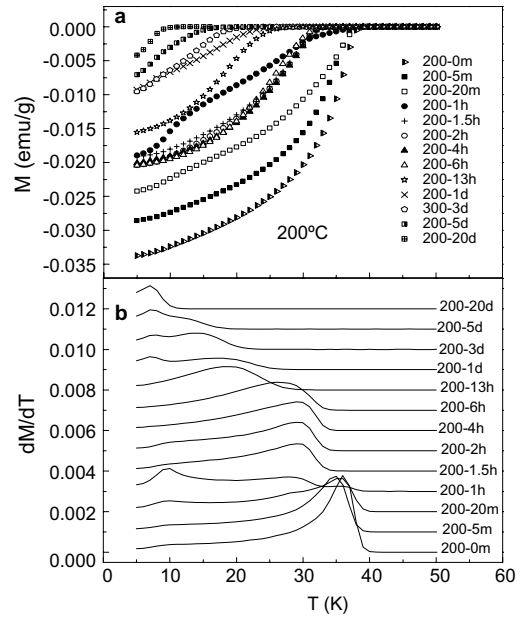 a
0.000
-0.005
-0.010
-0.015
-0.020
-0.025
-0.030
-0.035
M (emu/g)
200-0m
200-5m
200-20m
200-1h
200-1.5h
200-2h
200-4h
200-6h
200-13h
200-1d
300-3d
200-5d
200-20d
200ºC
b
0.012
0.010
0.008
0.006
0.004
0.002
0.000
dM/dT
200-20d
200-5d
200-3d
200-1d
200-13h
200-6h
200-4h
200-2h
200-1.5h
200-1h
200-20m
200-5m
200-0m
0 10 20 30 40 50 60
T (K)